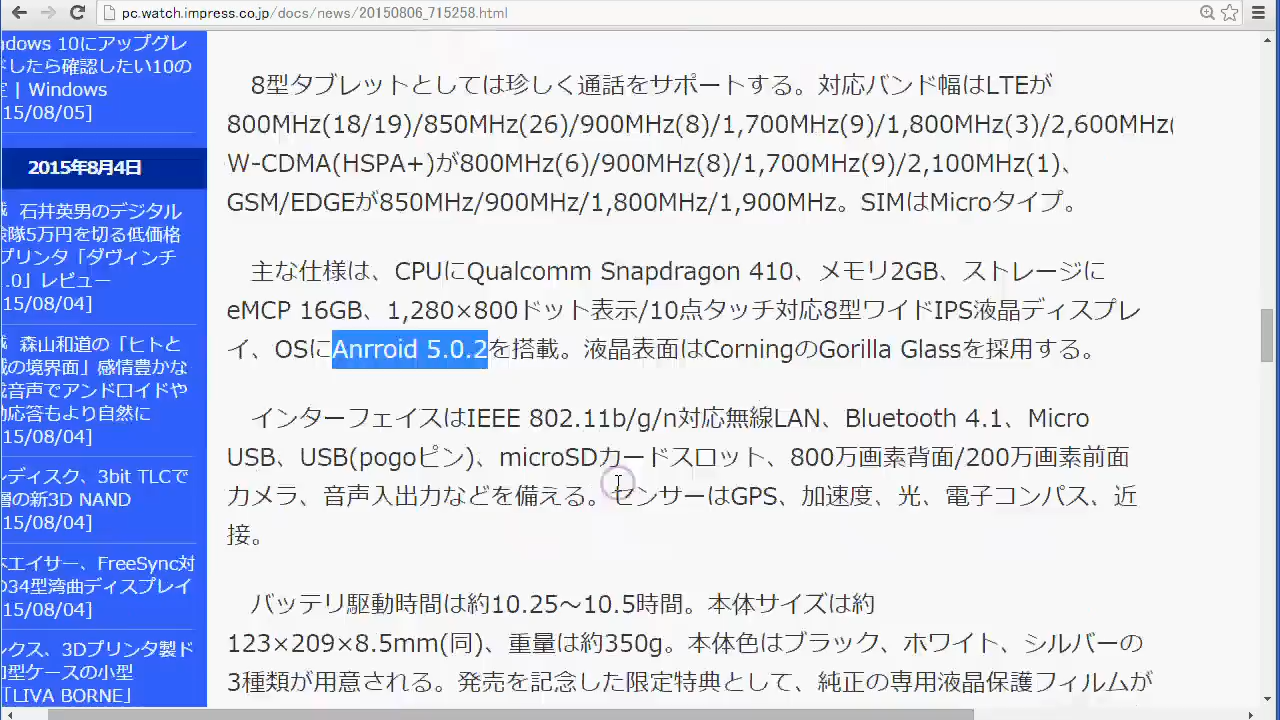 pc.watch.impress.co.jp/docs/news/20150806_715258.html
ndows 10にアップグレ
ドしたら確認したい10の
定 | Windows
15/08/05]
2015年8月4日
石井英男のデジタル
険隊5万円を切る低価格
プリンタ「ダヴィンチ
.0」レビュー
15/08/04]
森山和道の「ヒトと
械の境界面」感情豊かな
成音声でアンドロイドや
応答もより自然に
15/08/04]
ンディスク、3bit TLCで
層の新3D NAND
15/08/04]
本エイサー、FreeSync対
の34型湾曲ディスプレイ
15/08/04]
ンクス、3Dプリンタ製ド
型ケースの小型
「LIVA BORNE」
8型タブレットとしては珍しく通話をサポートする。対応バンド幅はLTEが
800MHz(18/19)/850MHz(26)/900MHz(8)/1,700MHz(9)/1,800MHz(3)/2,600MHz(
W-CDMA(HSPA+)が800MHz(6)/900MHz(8)/1,700MHz(9)/2,100MHz(1)、
GSM/EDGEが850MHz/900MHz/1,800MHz/1,900MHz。SIMはMicroタイプ。
主な仕様は、CPUにQualcomm Snapdragon 410、メモリ2GB、ストレージに
eMCP 16GB、1,280×800ドット表示/10点タッチ対応8型ワイドIPS液晶ディスプレ
イ、OSにAnrroid 5.0.2を搭載。液晶表面はCorningのGorilla Glassを採用する。
インターフェイスはIEEE 802.11b/g/n対応無線LAN、Bluetooth 4.1、Micro
USB、USB(pogoピン)、microSDカードスロット、800万画素背面/200万画素前面
カメラ、音声入出力などを備える。センサーはGPS、加速度、光、電子コンパス、近
接。
バッテリ駆動時間は約10.25～10.5時間。本体サイズは約
123×209×8.5mm(同)、重量は約350g。本体色はブラック、ホワイト、シルバーの
3種類が用意される。発売を記念した限定特典として、純正の専用液晶保護フィルムが